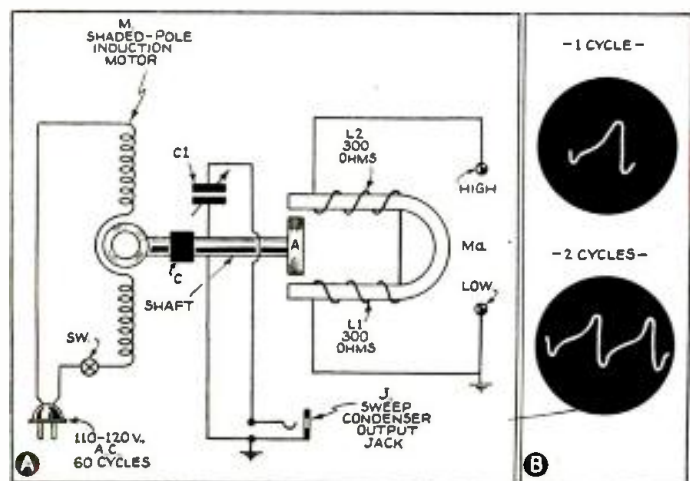 M,
SHADED-POLE
INDUCTION
MOTOR
C1
L2
300
OHMS
HIGH
A
Ma
C
SHAFT
LOW
L1
300
OHMS
SW.
J,
SWEEP
CONDENSER
OUTPUT
JACK
110-120 V.,
A.C.
60 CYCLES
A
-1 CYCLE-
-2 CYCLES-
B